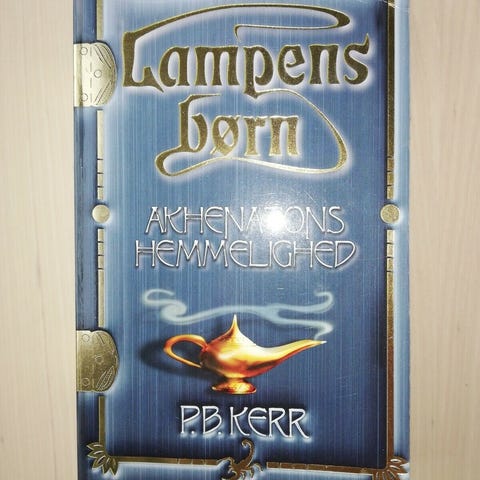 Lampens
børn
AKHENATONS
HEMMELIGHED
P.B. KERR